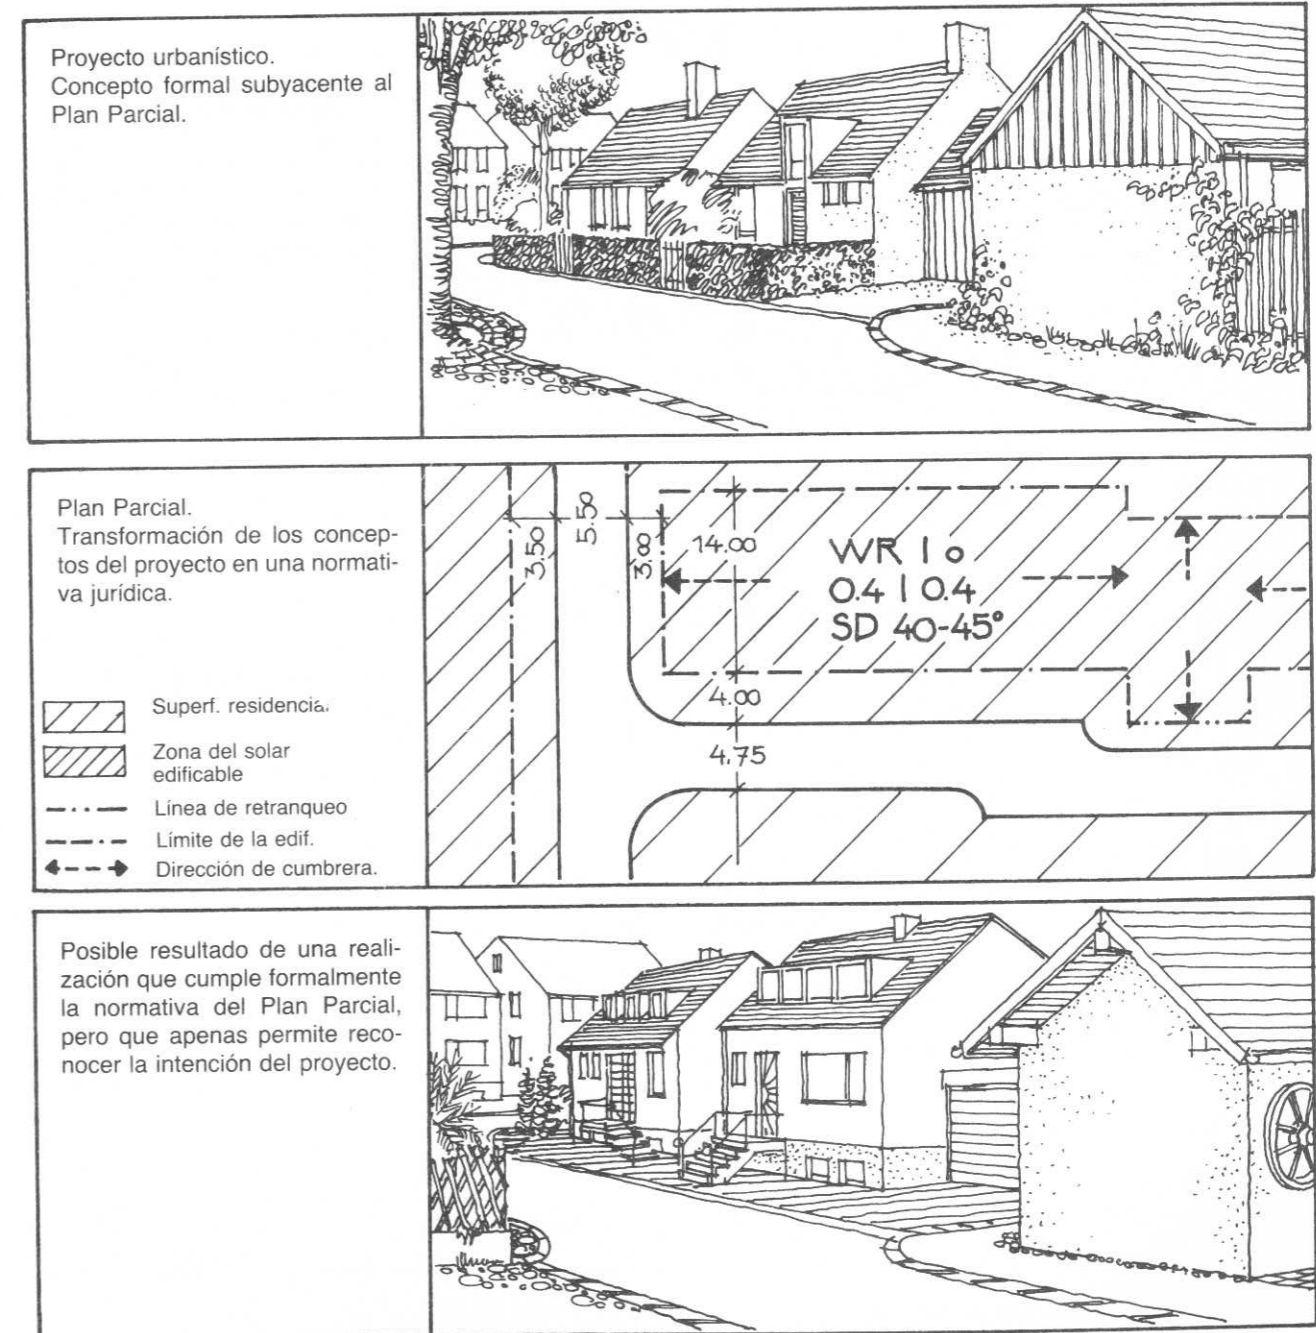 Proyecto urbanístico.
Concepto formal subyacente al
Plan Parcial.
Plan Parcial.
Transformación de los concep-
tos del proyecto en una normati-
va jurídica.
Superf. residencia.
Zona del solar
edificable
Línea de retranqueo
Límite de la edif.
Dirección de cumbrera.
3.50
5.50
3.00
14.00
WR I o
0.4 | 0.4
SD 40-45°
4.00
4.75
Posible resultado de una reali-
zación que cumple formalmente
la normativa del Plan Parcial,
pero que apenas permite reco-
nocer la intención del proyecto.